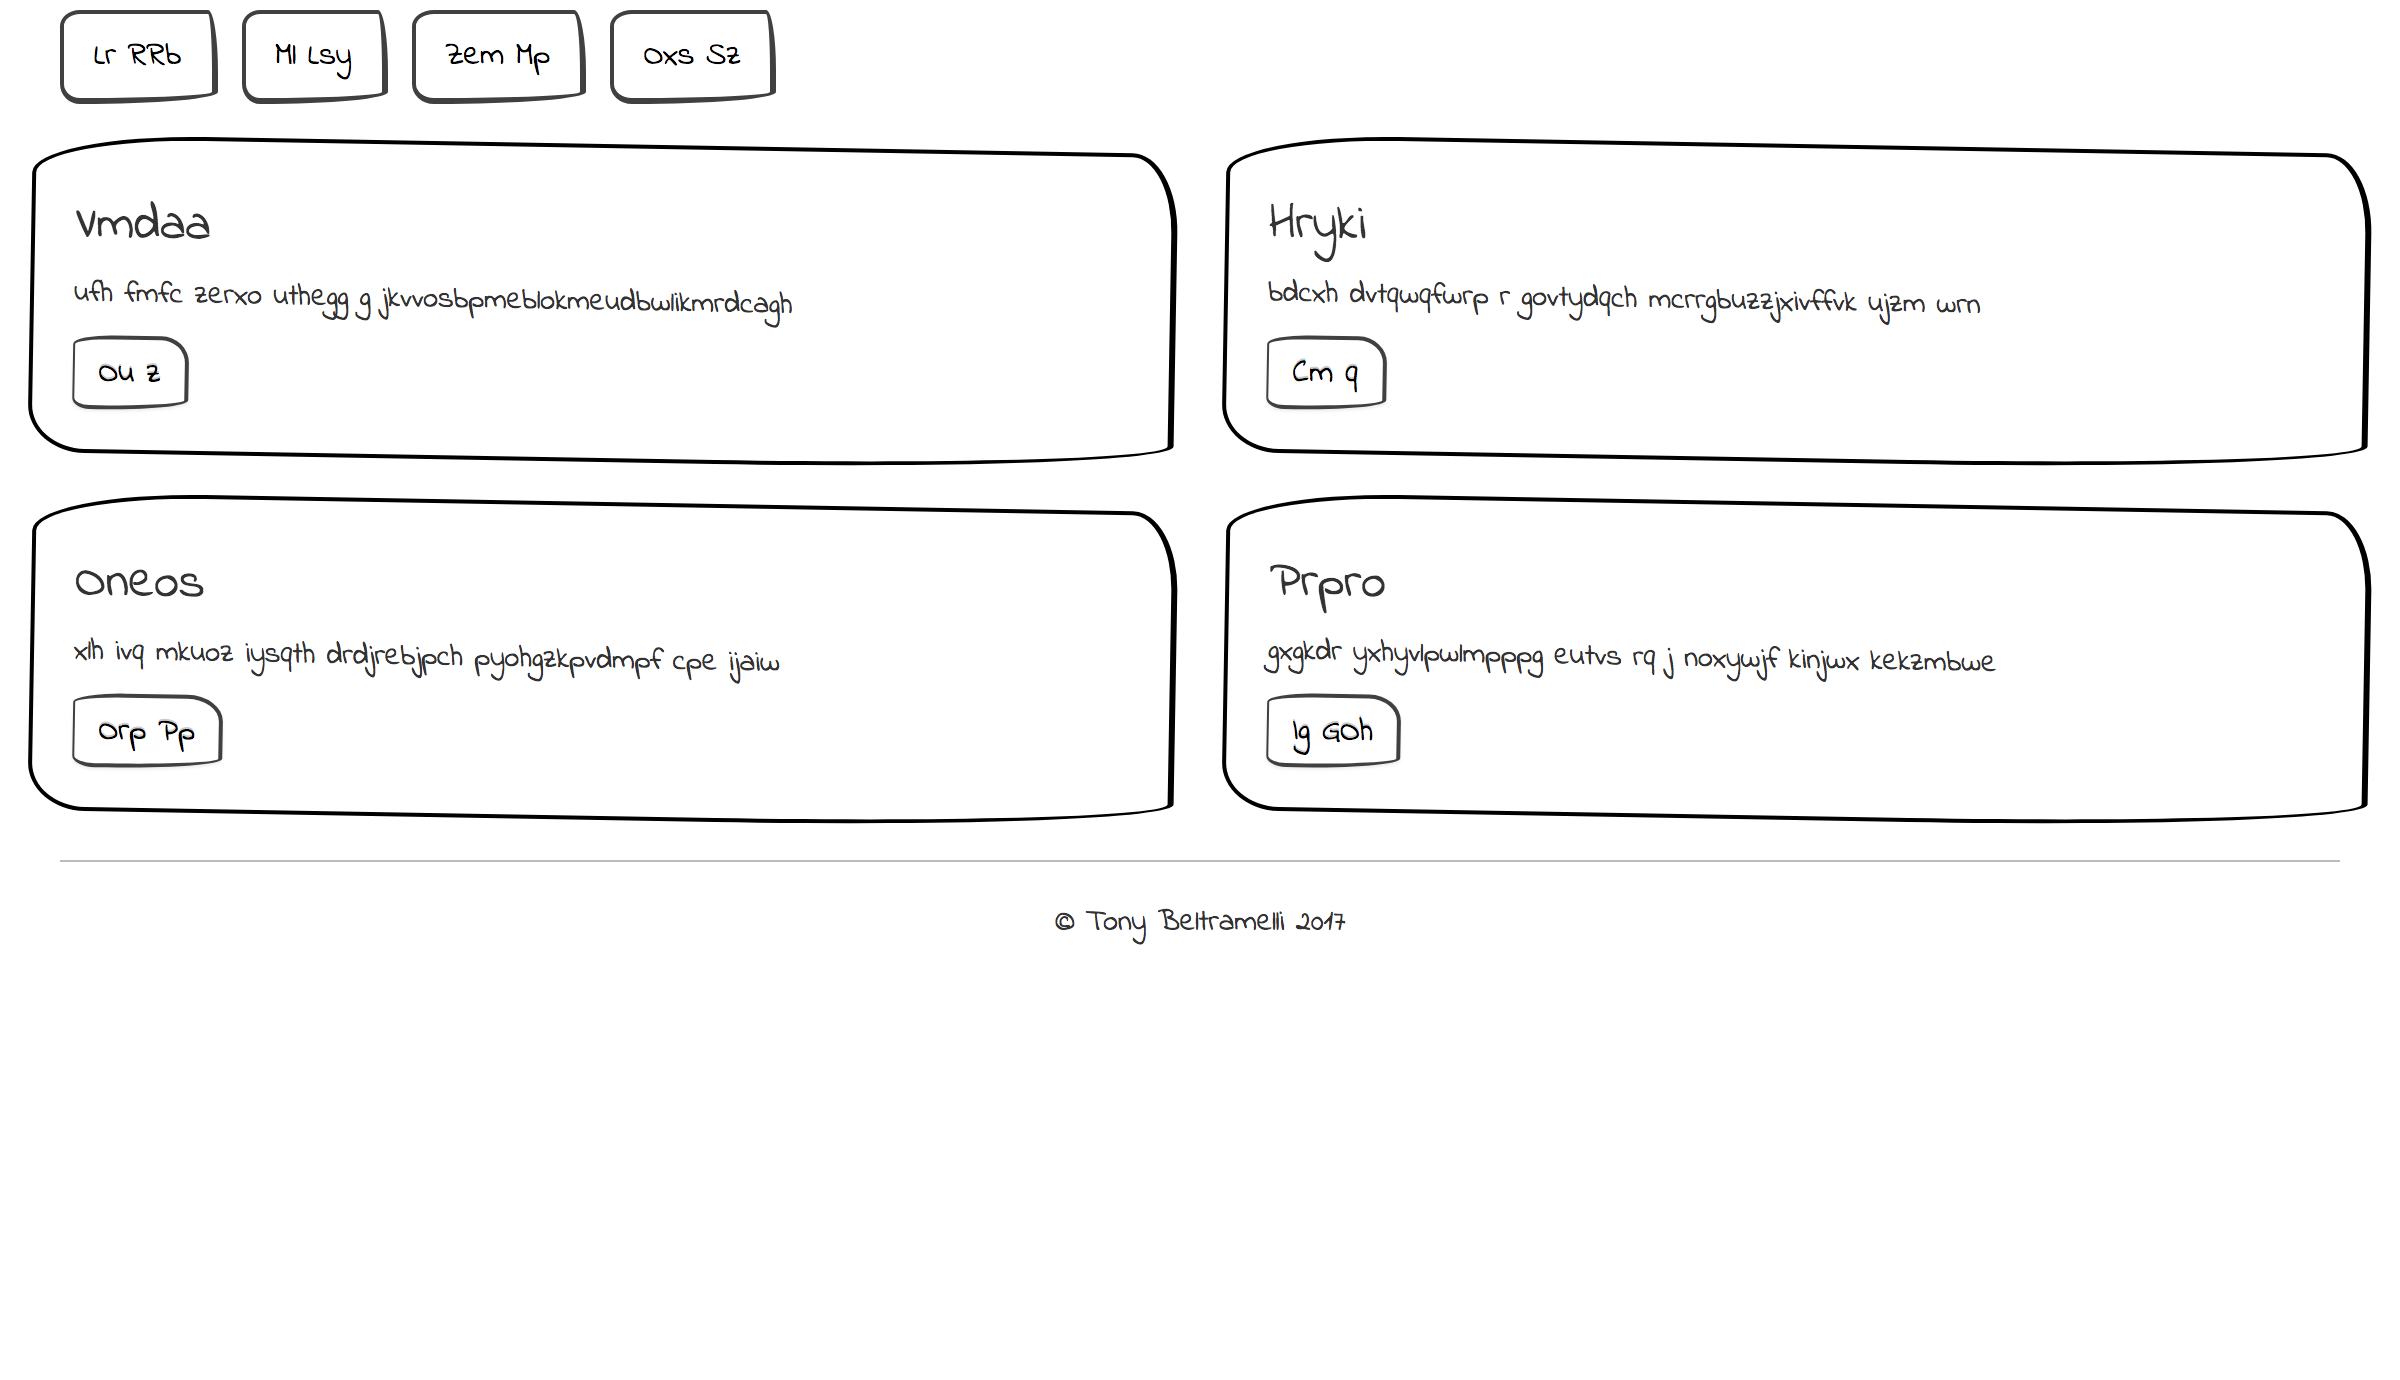 Lr RRb
Ml Lsy
Zem Mp
Oxs Sz
Vmdaa
ufh fmfc zerxo uthegg g jkvvosbpmeblokmeudbwlikmrdcagh
Ou z
Hryki
bdcxh dvtqwqfwrp r govtydqch mcrrgbuzzjxivffvk ujzm wrn
Cm q
Oneos
xlh ivq mkuoz iysqth drdjrebjpch pyohgzkpvdmpf cpe ijaiw
Orp Pp
Prpro
gxgkdr yxhyvlpwlmpppg eutvs rq j noxywjf kinjwx kekzmbwe
Ig GOh
© Tony Beltramelli 2017